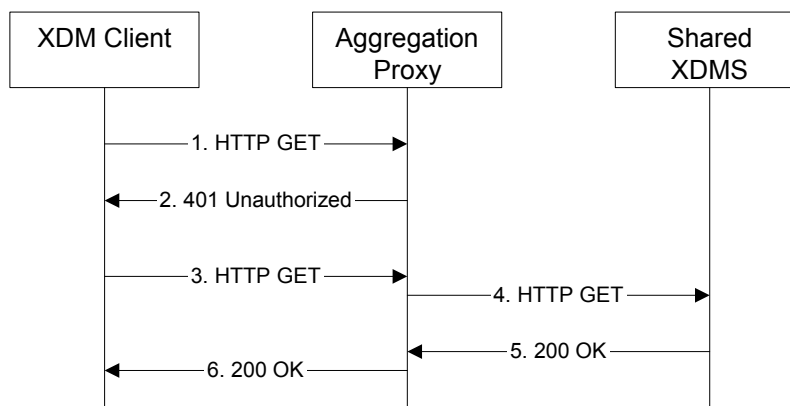 XDM Client
Aggregation
Proxy
Shared
XDMS
1. HTTP GET
2. 401 Unauthorized
3. HTTP GET
4. HTTP GET
5. 200 OK
6. 200 OK